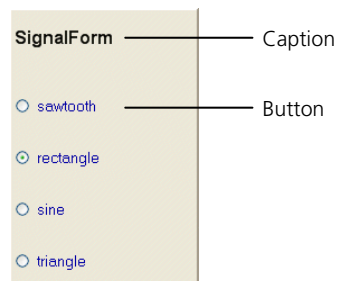 SignalForm Caption
sawtooth Button
rectangle
sine
triangle